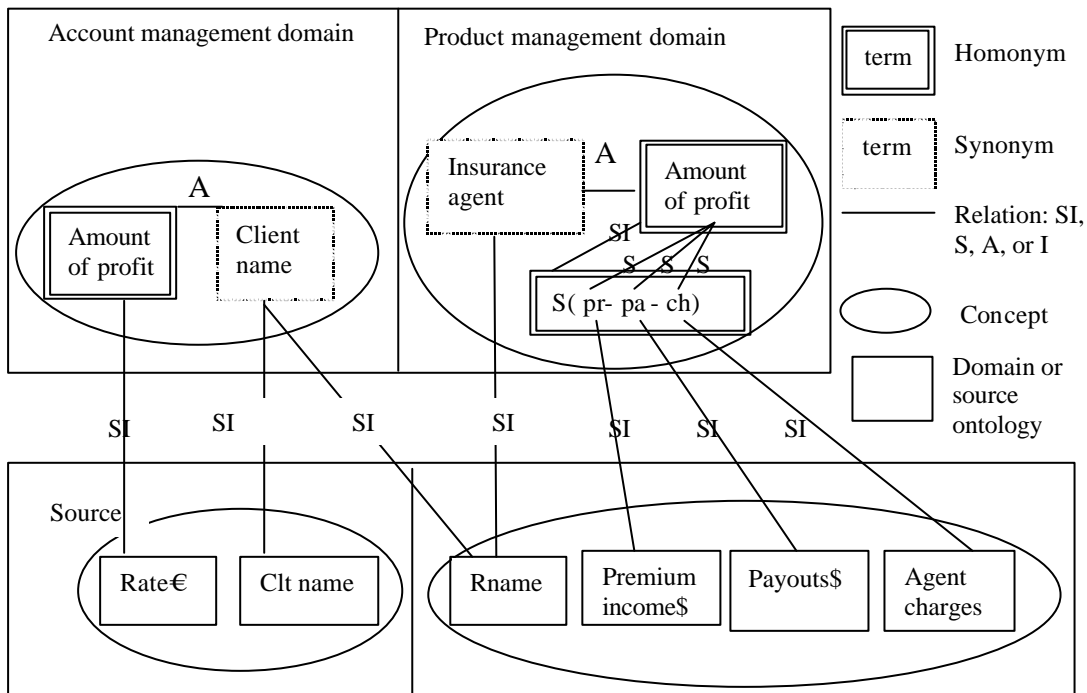 Account management domain
Product management domain
term
Homonym
term
Synonym
Relation: SI,
S, A, or I
Concept
Domain or
source
ontology
A
Amount
of profit
Client
name
Insurance
agent
A
Amount
of profit
SI
S S S
S( pr- pa - ch)
SI
SI
SI
SI
SI
SI
SI
Source
Rate€
Clt name
Rname
Premium
income$
Payouts$
Agent
charges